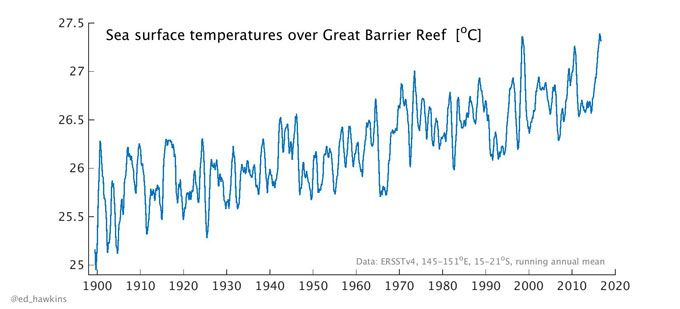 Sea surface temperatures over Great Barrier Reef [°C]
27.5
27
26.5
26
25.5
25
Data: ERSSTv4, 145-151°E, 15-21°S, running annual mean
1900 1910 1920 1930 1940 1950 1960 1970 1980 1990 2000 2010 2020
@ed_hawkins